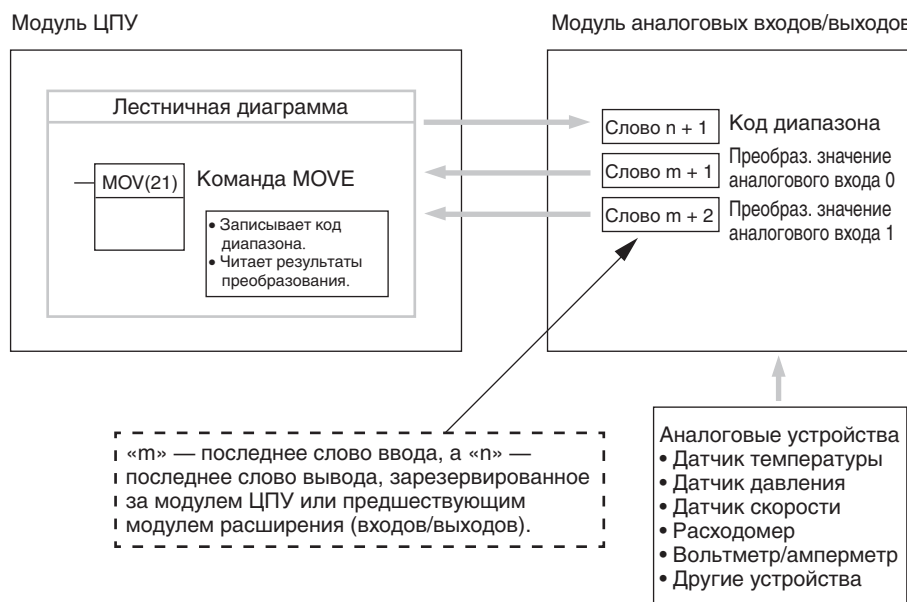 Модуль ЦПУ
Модуль аналоговых входов/выходов
Лестничная диаграмма
MOV(21)
Команда MOVE
• Записывает код
диапазона.
• Читает результаты
преобразования.
Слово n + 1
Код диапазона
Слово m + 1
Преобраз. значение
аналогового входа 0
Слово m + 2
Преобраз. значение
аналогового входа 1
«m» — последнее слово ввода, а «n» —
последнее слово вывода, зарезервированное
за модулем ЦПУ или предшествующим
модулем расширения (входов/выходов).
Аналоговые устройства
• Датчик температуры
• Датчик давления
• Датчик скорости
• Расходомер
• Вольтметр/амперметр
• Другие устройства